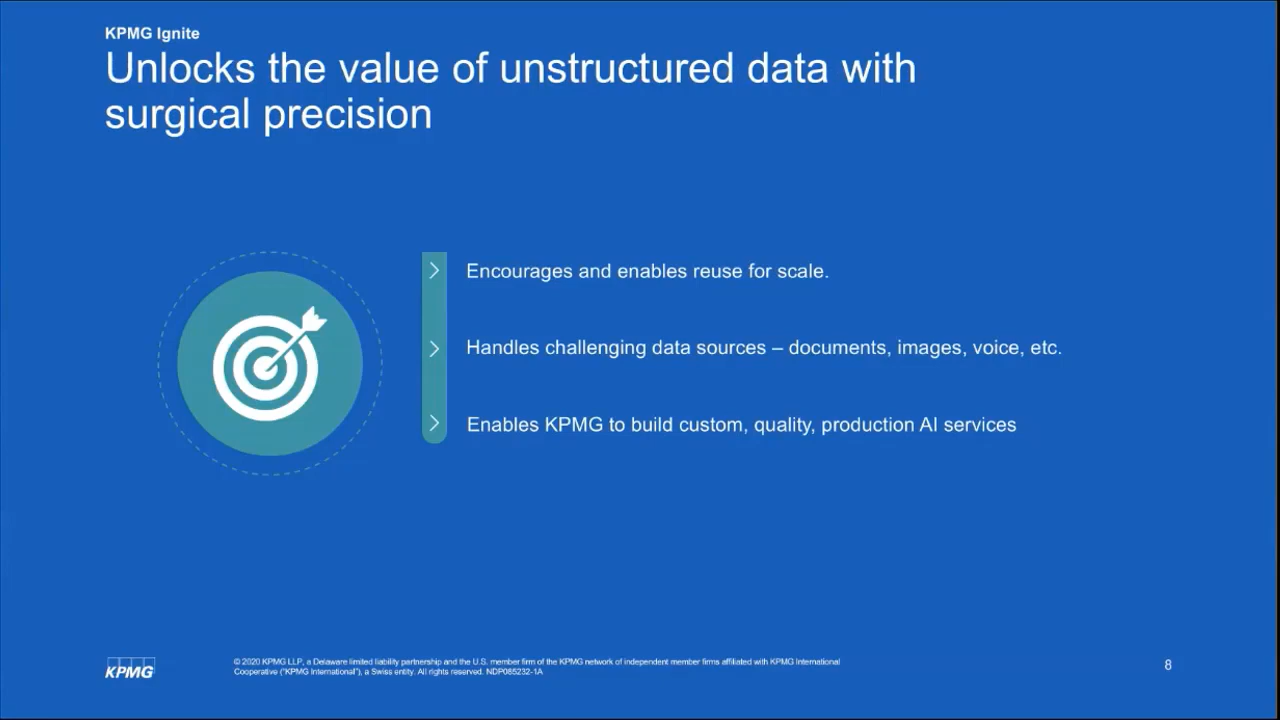 KPMG Ignite
Unlocks the value of unstructured data with
surgical precision
Encourages and enables reuse for scale.
Handles challenging data sources – documents, images, voice, etc.
Enables KPMG to build custom, quality, production AI services
KPMG
© 2020 KPMG LLP, a Delaware limited liability partnership and the U.S. member firm of the KPMG network of independent member firms affiliated with KPMG International
Cooperative (“KPMG International”), a Swiss entity. All rights reserved. NDP085232-1A
8